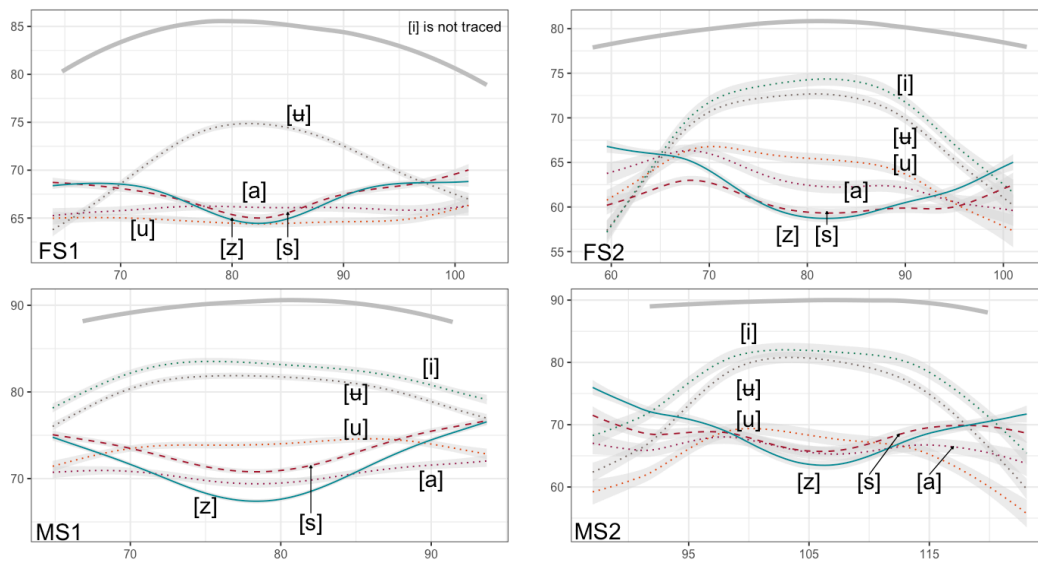 85
80
75
70
65
70
80
90
100
[i] is not traced
[ʉ]
[a]
[u]
[z]
[s]
FS1
80
75
70
65
60
55
60
70
80
90
100
[i]
[ʉ]
[u]
[a]
[z]
[s]
FS2
90
80
70
70
80
90
[i]
[ʉ]
[u]
[a]
[z]
[s]
MS1
90
80
70
60
95
105
115
[i]
[ʉ]
[u]
[z]
[s]
[a]
MS2